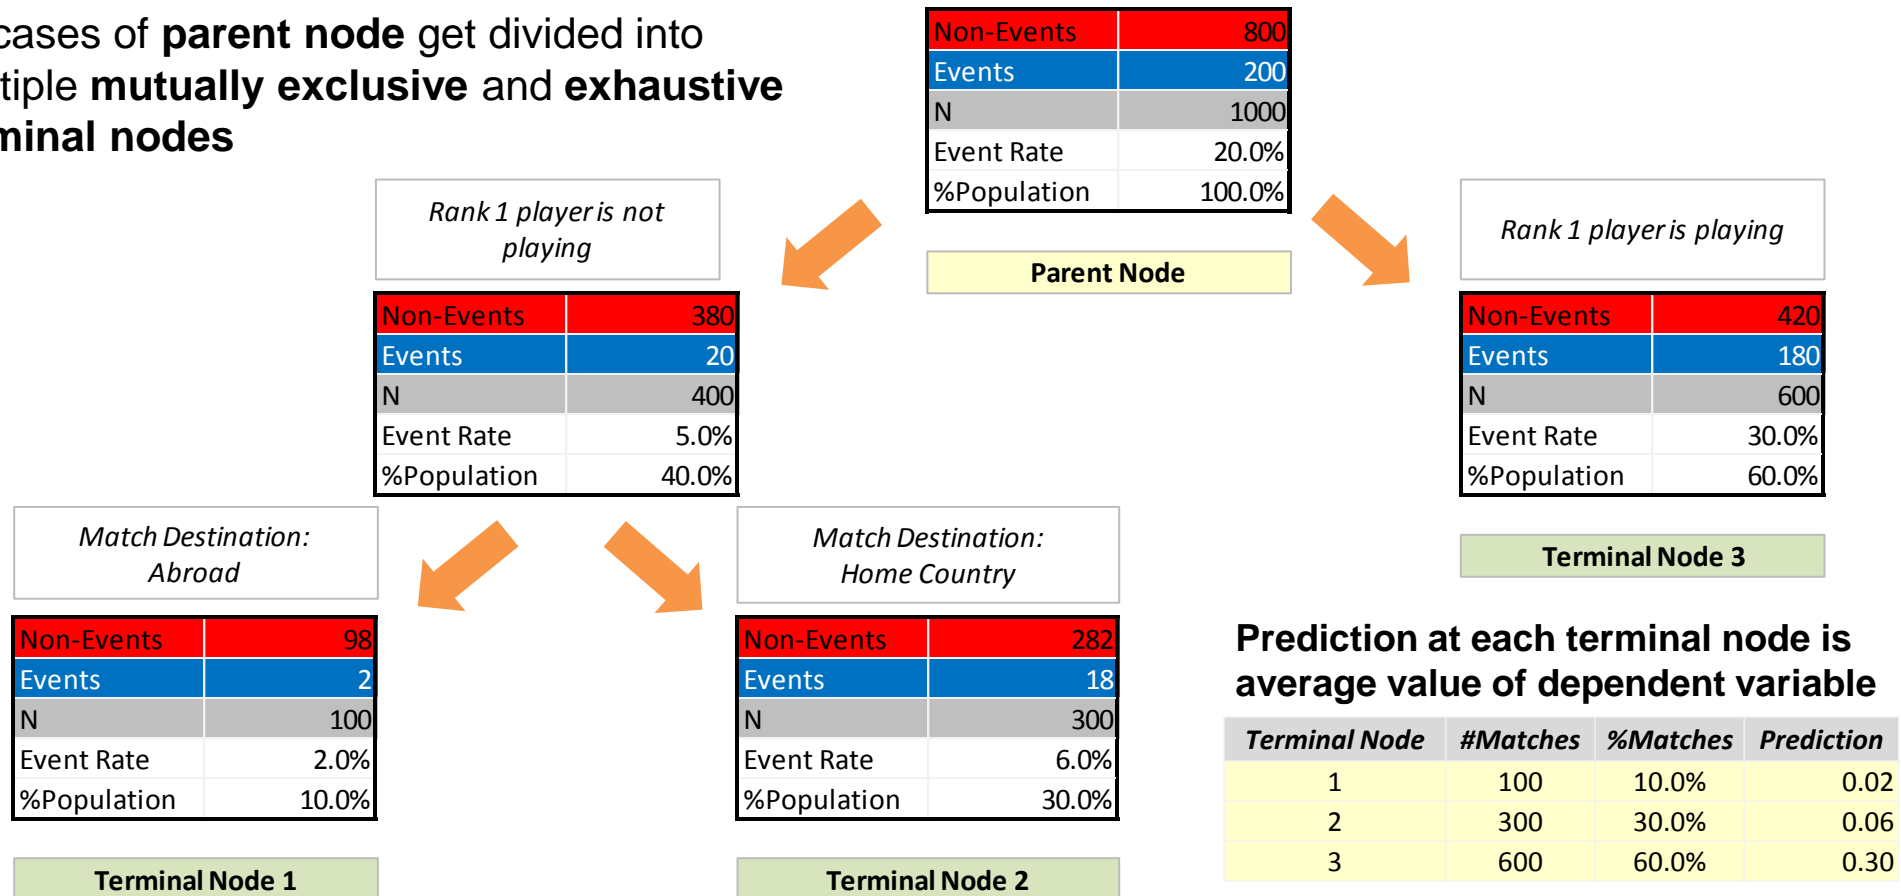 cases of parent node get divided into
tiple mutually exclusive and exhaustive
minal nodes
Non-Events 800
Events 200
N 1000
Event Rate 20.0%
%Population 100.0%
Parent Node
Rank 1 player is not
playing
Non-Events 380
Events 20
N 400
Event Rate 5.0%
%Population 40.0%
Rank 1 player is playing
Non-Events 420
Events 180
N 600
Event Rate 30.0%
%Population 60.0%
Terminal Node 3
Match Destination:
Abroad
Non-Events 98
Events 2
N 100
Event Rate 2.0%
%Population 10.0%
Terminal Node 1
Match Destination:
Home Country
Non-Events 282
Events 18
N 300
Event Rate 6.0%
%Population 30.0%
Terminal Node 2
Prediction at each terminal node is
average value of dependent variable
Terminal Node #Matches %Matches Prediction
1 100 10.0% 0.02
2 300 30.0% 0.06
3 600 60.0% 0.30